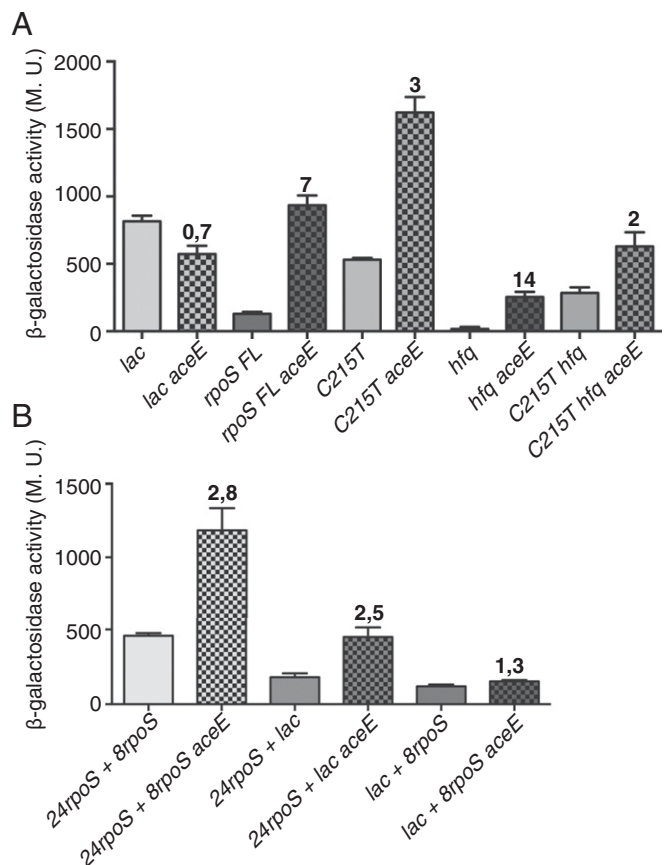 A
β-galactosidase activity (M. U.)
2000
1500
1000
500
0
0,7
7
3
14
2
lac
lac aceE
rpoS FL
rpoS FL aceE
C215T
C215T aceE
hfq
hfq aceE
C215T hfq
C215T hfq aceE
B
β-galactosidase activity (M. U.)
1500
1000
500
0
2,8
2,5
1,3
24rpoS + 8rpoS
24rpoS + 8rpoS aceE
24rpoS + lac
24rpoS + lac aceE
lac + 8rpoS
lac + 8rpoS aceE